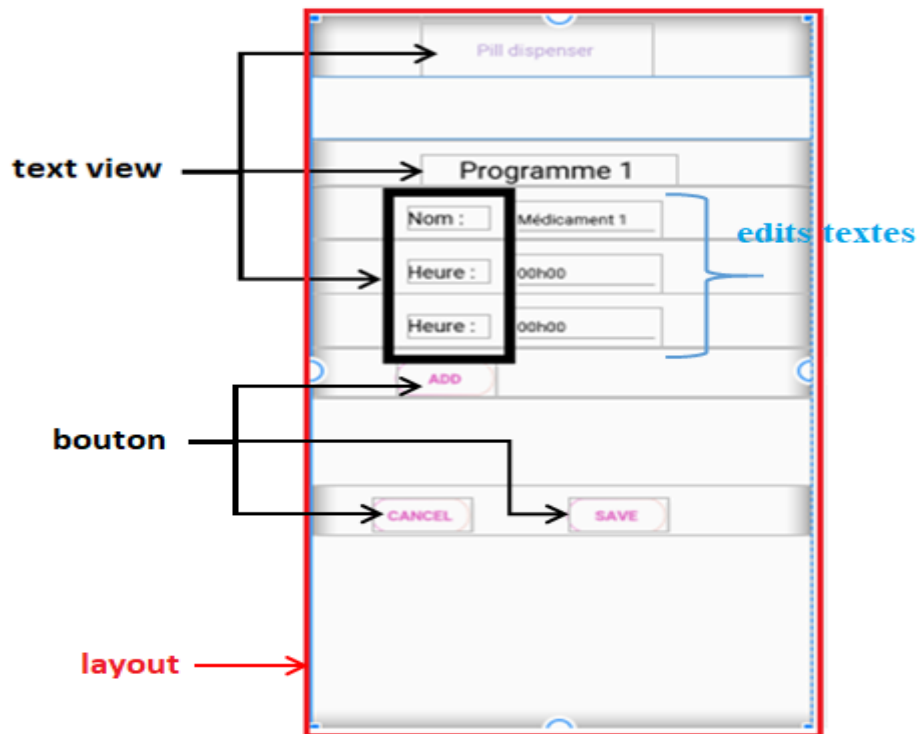 Pill dispenser
text view
Programme 1
Nom :
Médicament 1
edits textes
Heure :
00h00
Heure :
00h00
ADD
bouton
CANCEL
SAVE
layout